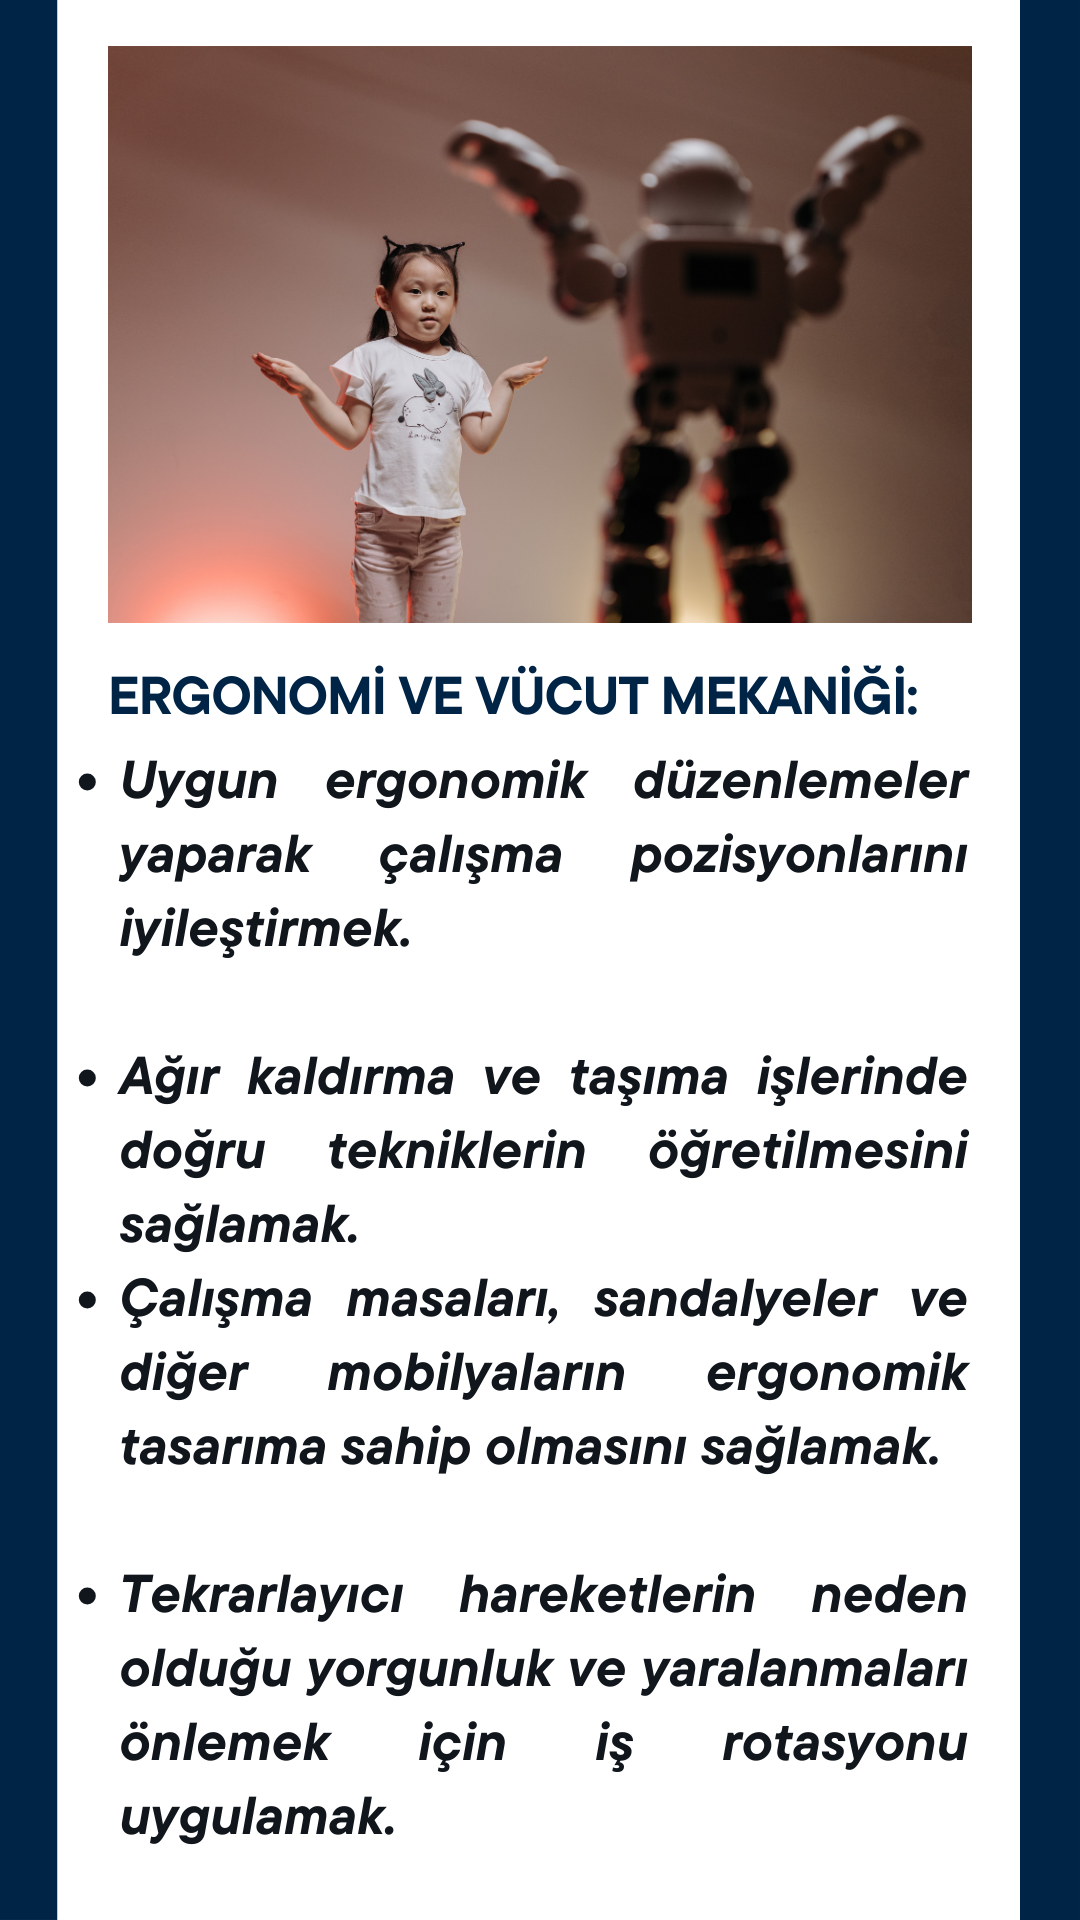 ERGONOMİ VE VÜCUT MEKANİĞİ:
• Uygun ergonomik düzenlemeler
yaparak çalışma pozisyonlarını
iyileştirmek.
• Ağır kaldırma ve taşıma işlerinde
doğru tekniklerin öğretilmesini
sağlamak.
• Çalışma masaları, sandalyeler ve
diğer mobilyaların ergonomik
tasarıma sahip olmasını sağlamak.
• Tekrarlayıcı hareketlerin neden
olduğu yorgunluk ve yaralanmaları
önlemek için iş rotasyonu
uygulamak.